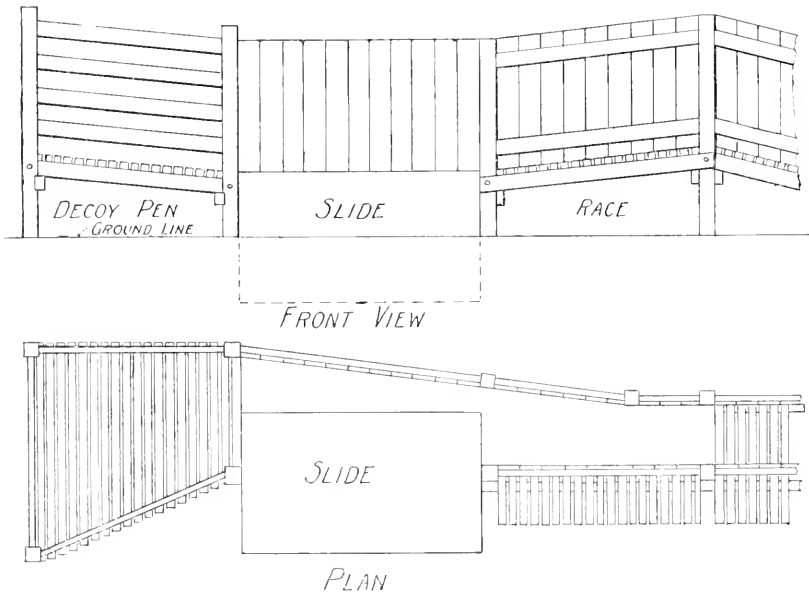 DECOY PEN
GROUND LINE
SLIDE
RACE
FRONT VIEW
SLIDE
PLAN